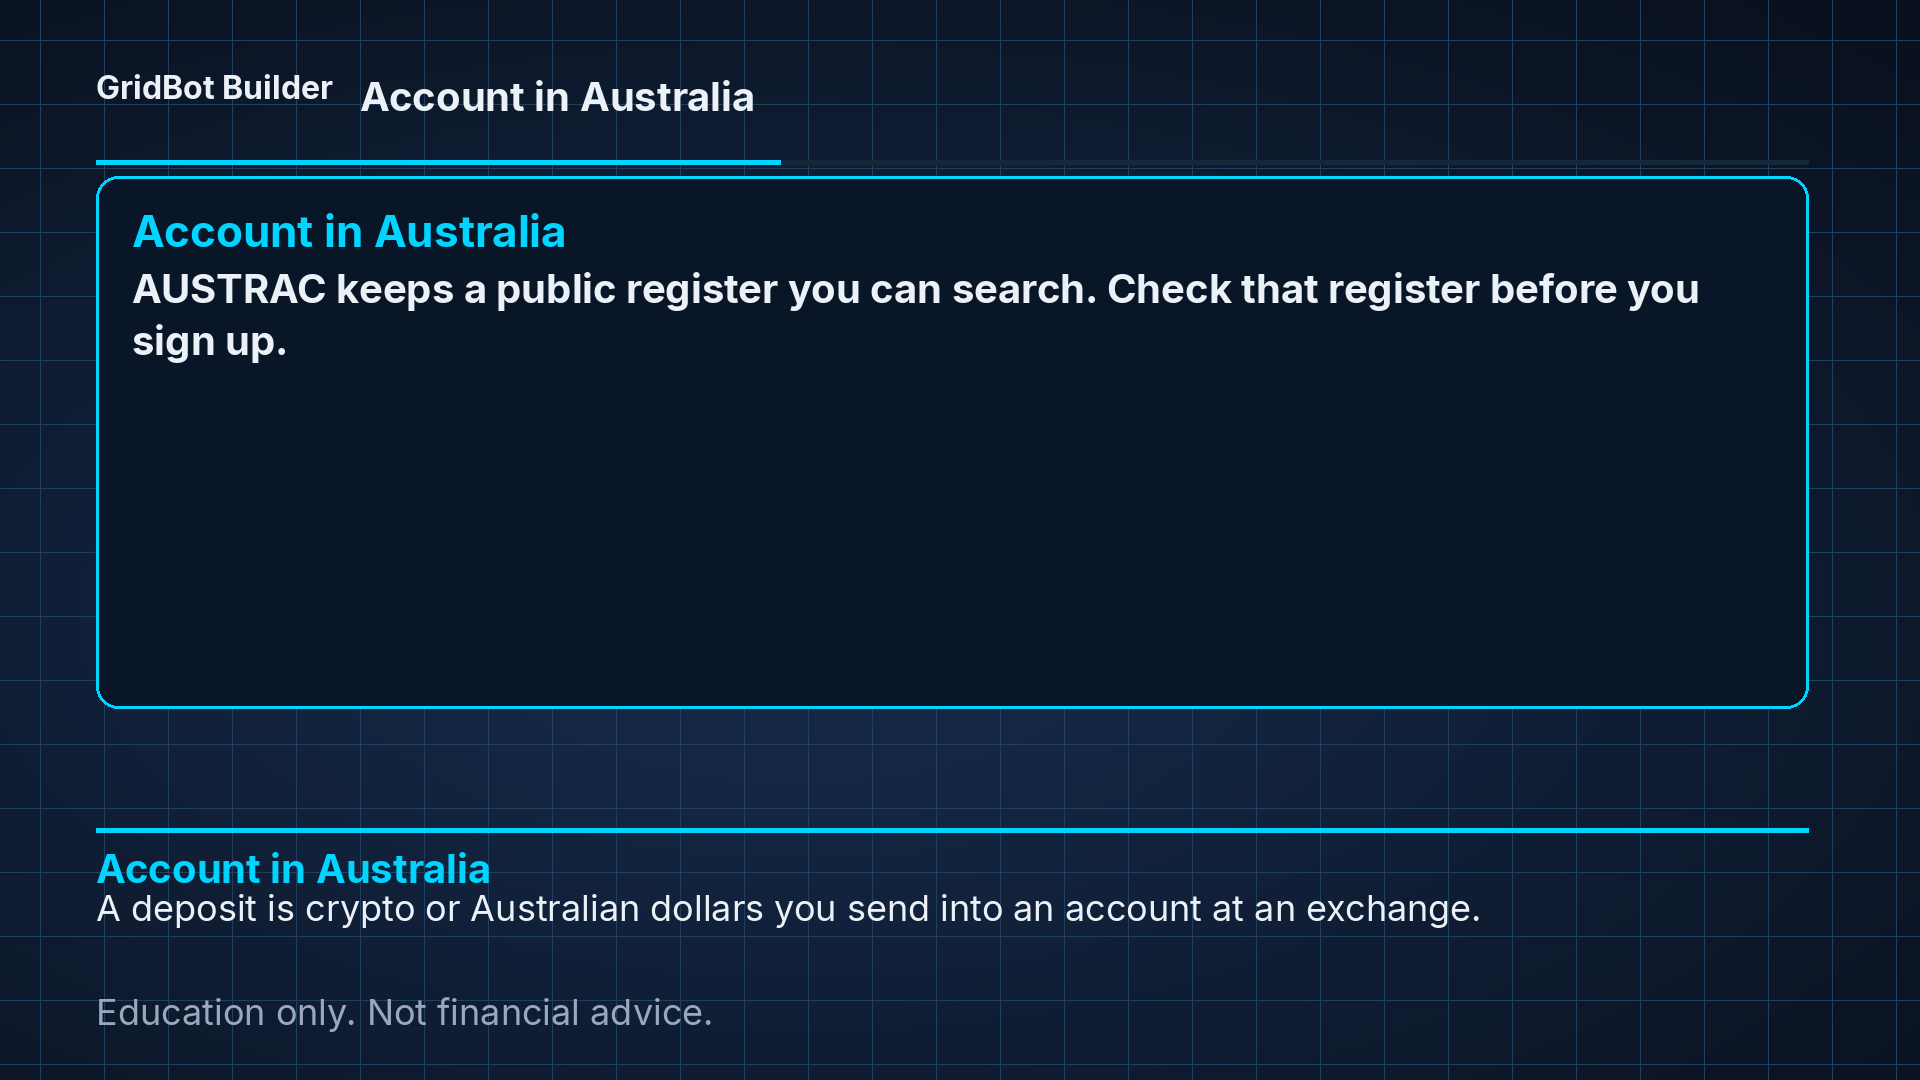 GridBot Builder
Account in Australia
Account in Australia
AUSTRAC keeps a public register you can search. Check that register before you
sign up.
Account in Australia
A deposit is crypto or Australian dollars you send into an account at an exchange.
Education only. Not financial advice.